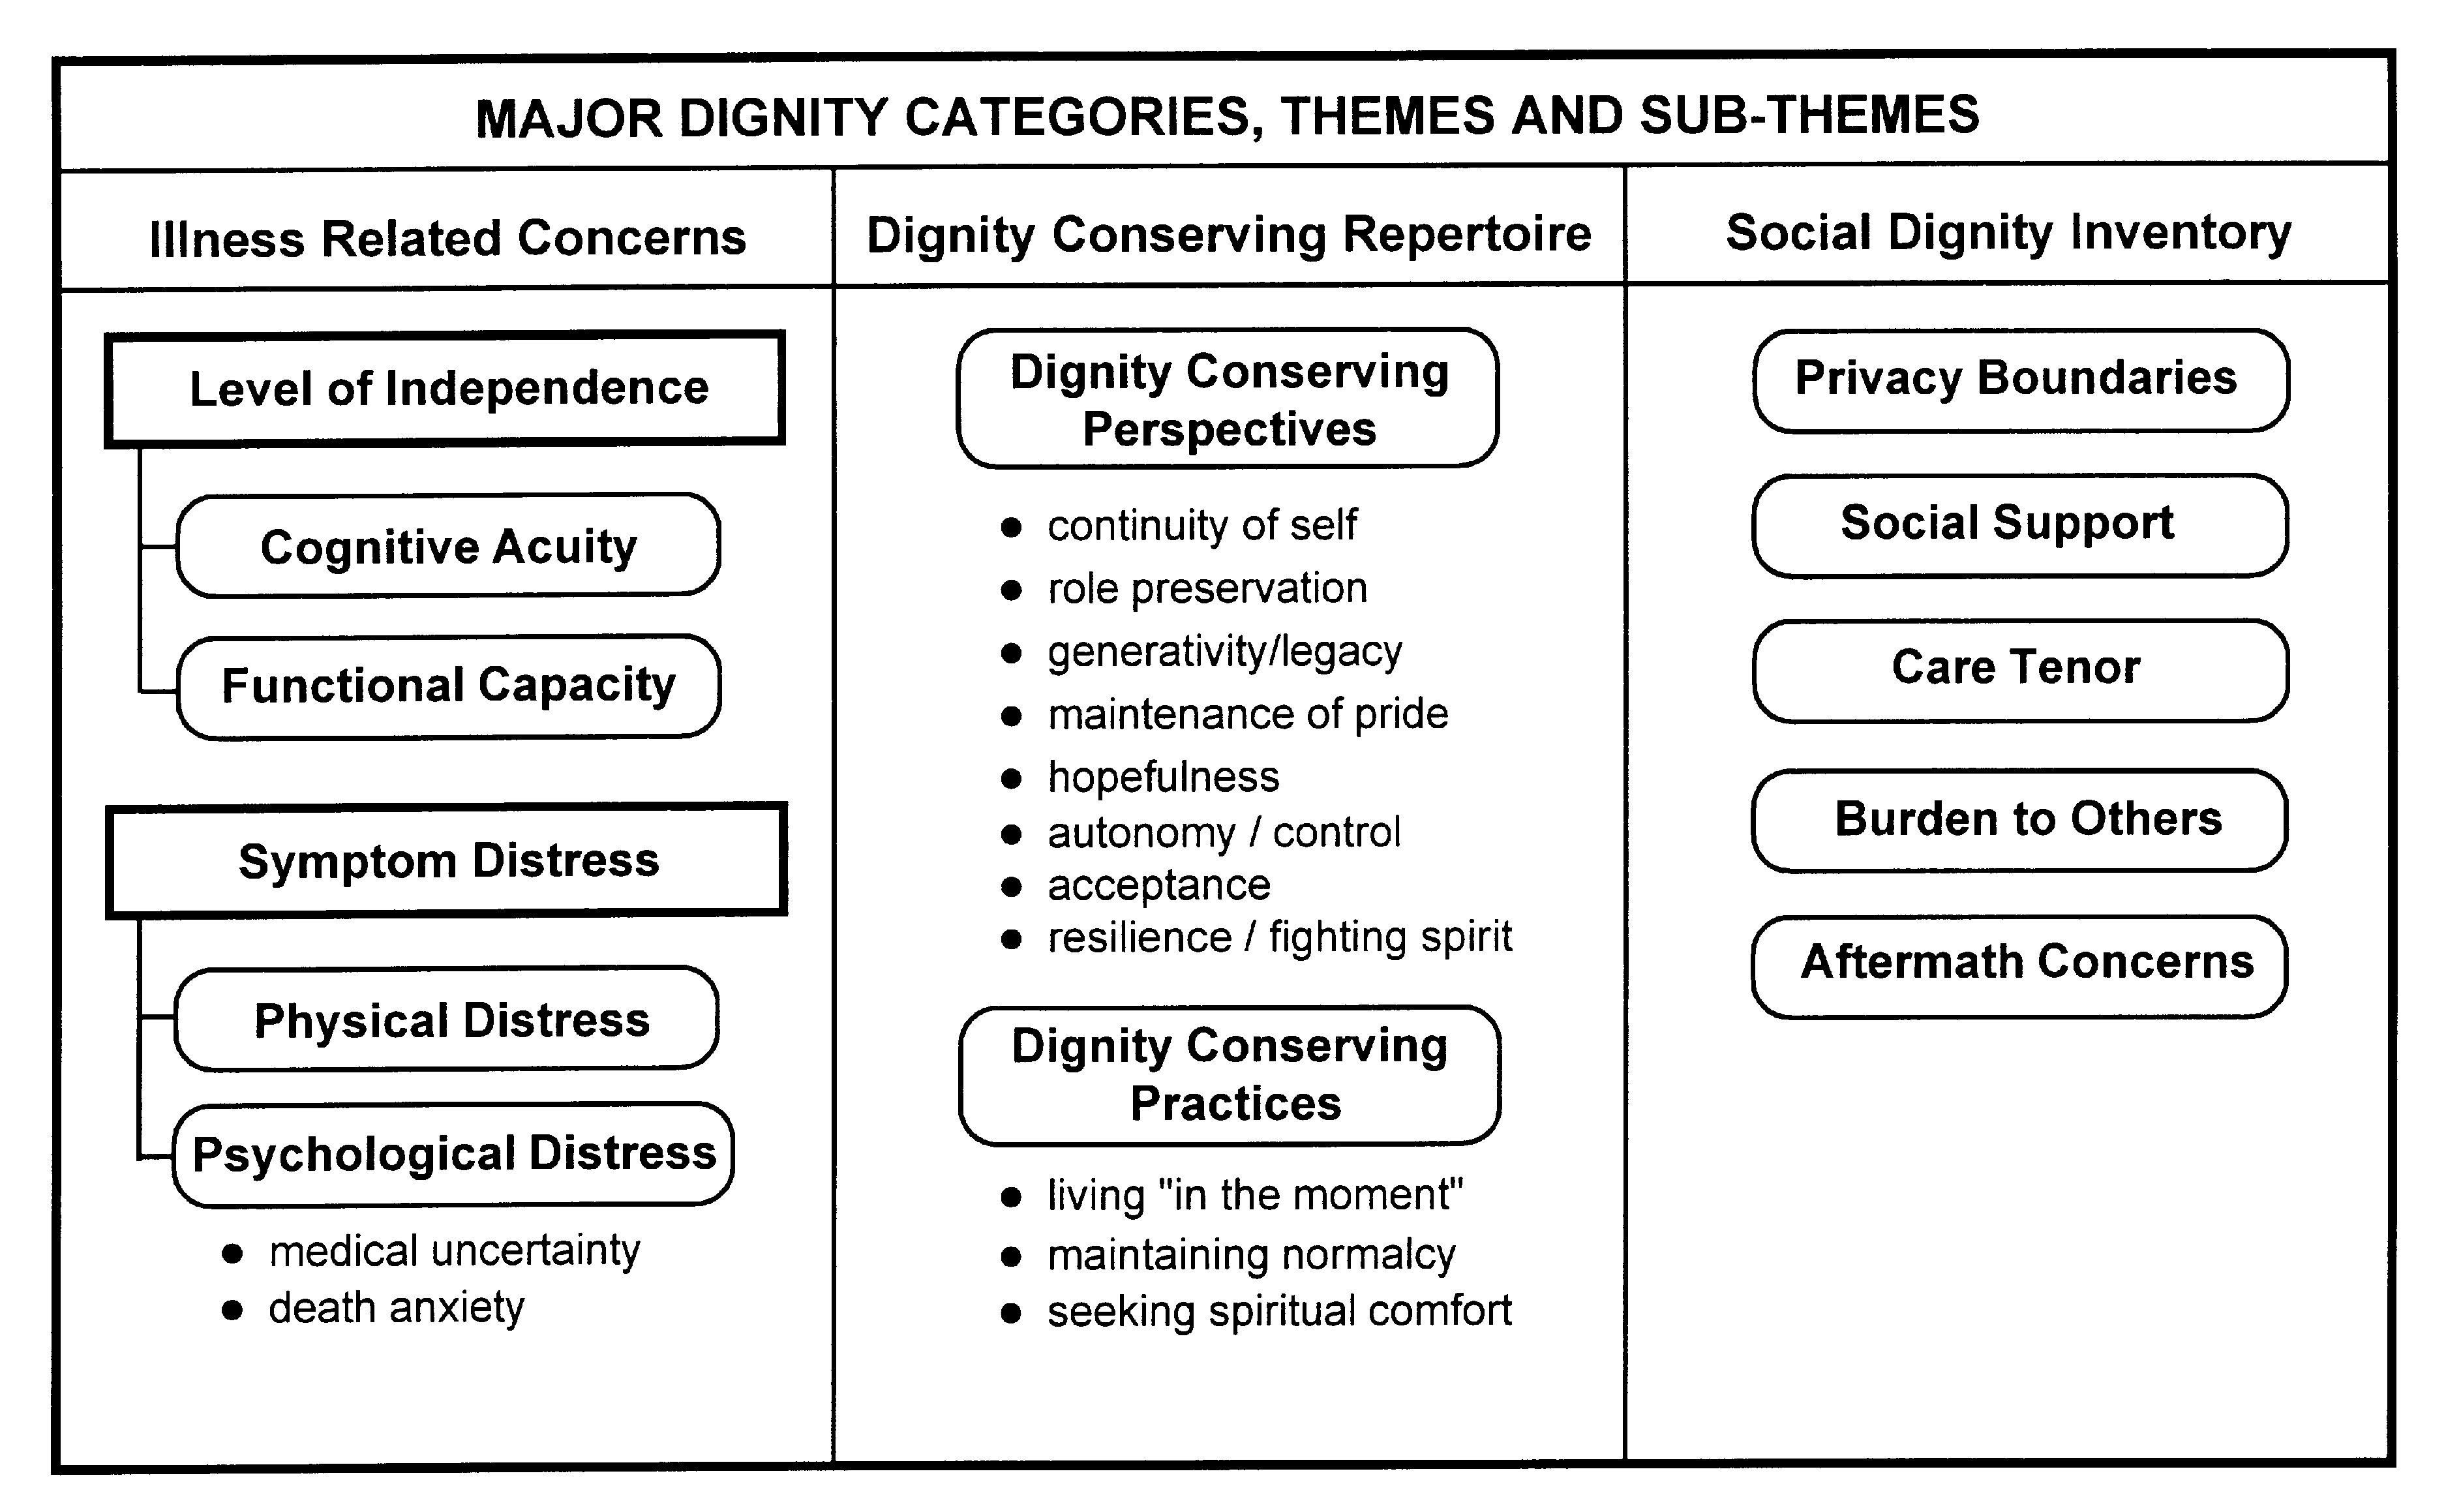 MAJOR DIGNITY CATEGORIES, THEMES AND SUB-THEMES
Illness Related Concerns
Level of Independence
Cognitive Acuity
Functional Capacity
Symptom Distress
Physical Distress
Psychological Distress
● medical uncertainty
● death anxiety
Dignity Conserving Repertoire
Dignity Conserving
Perspectives
● continuity of self
● role preservation
● generativity/legacy
● maintenance of pride
● hopefulness
● autonomy / control
● acceptance
● resilience / fighting spirit
Dignity Conserving
Practices
● living "in the moment"
● maintaining normalcy
● seeking spiritual comfort
Social Dignity Inventory
Privacy Boundaries
Social Support
Care Tenor
Burden to Others
Aftermath Concerns